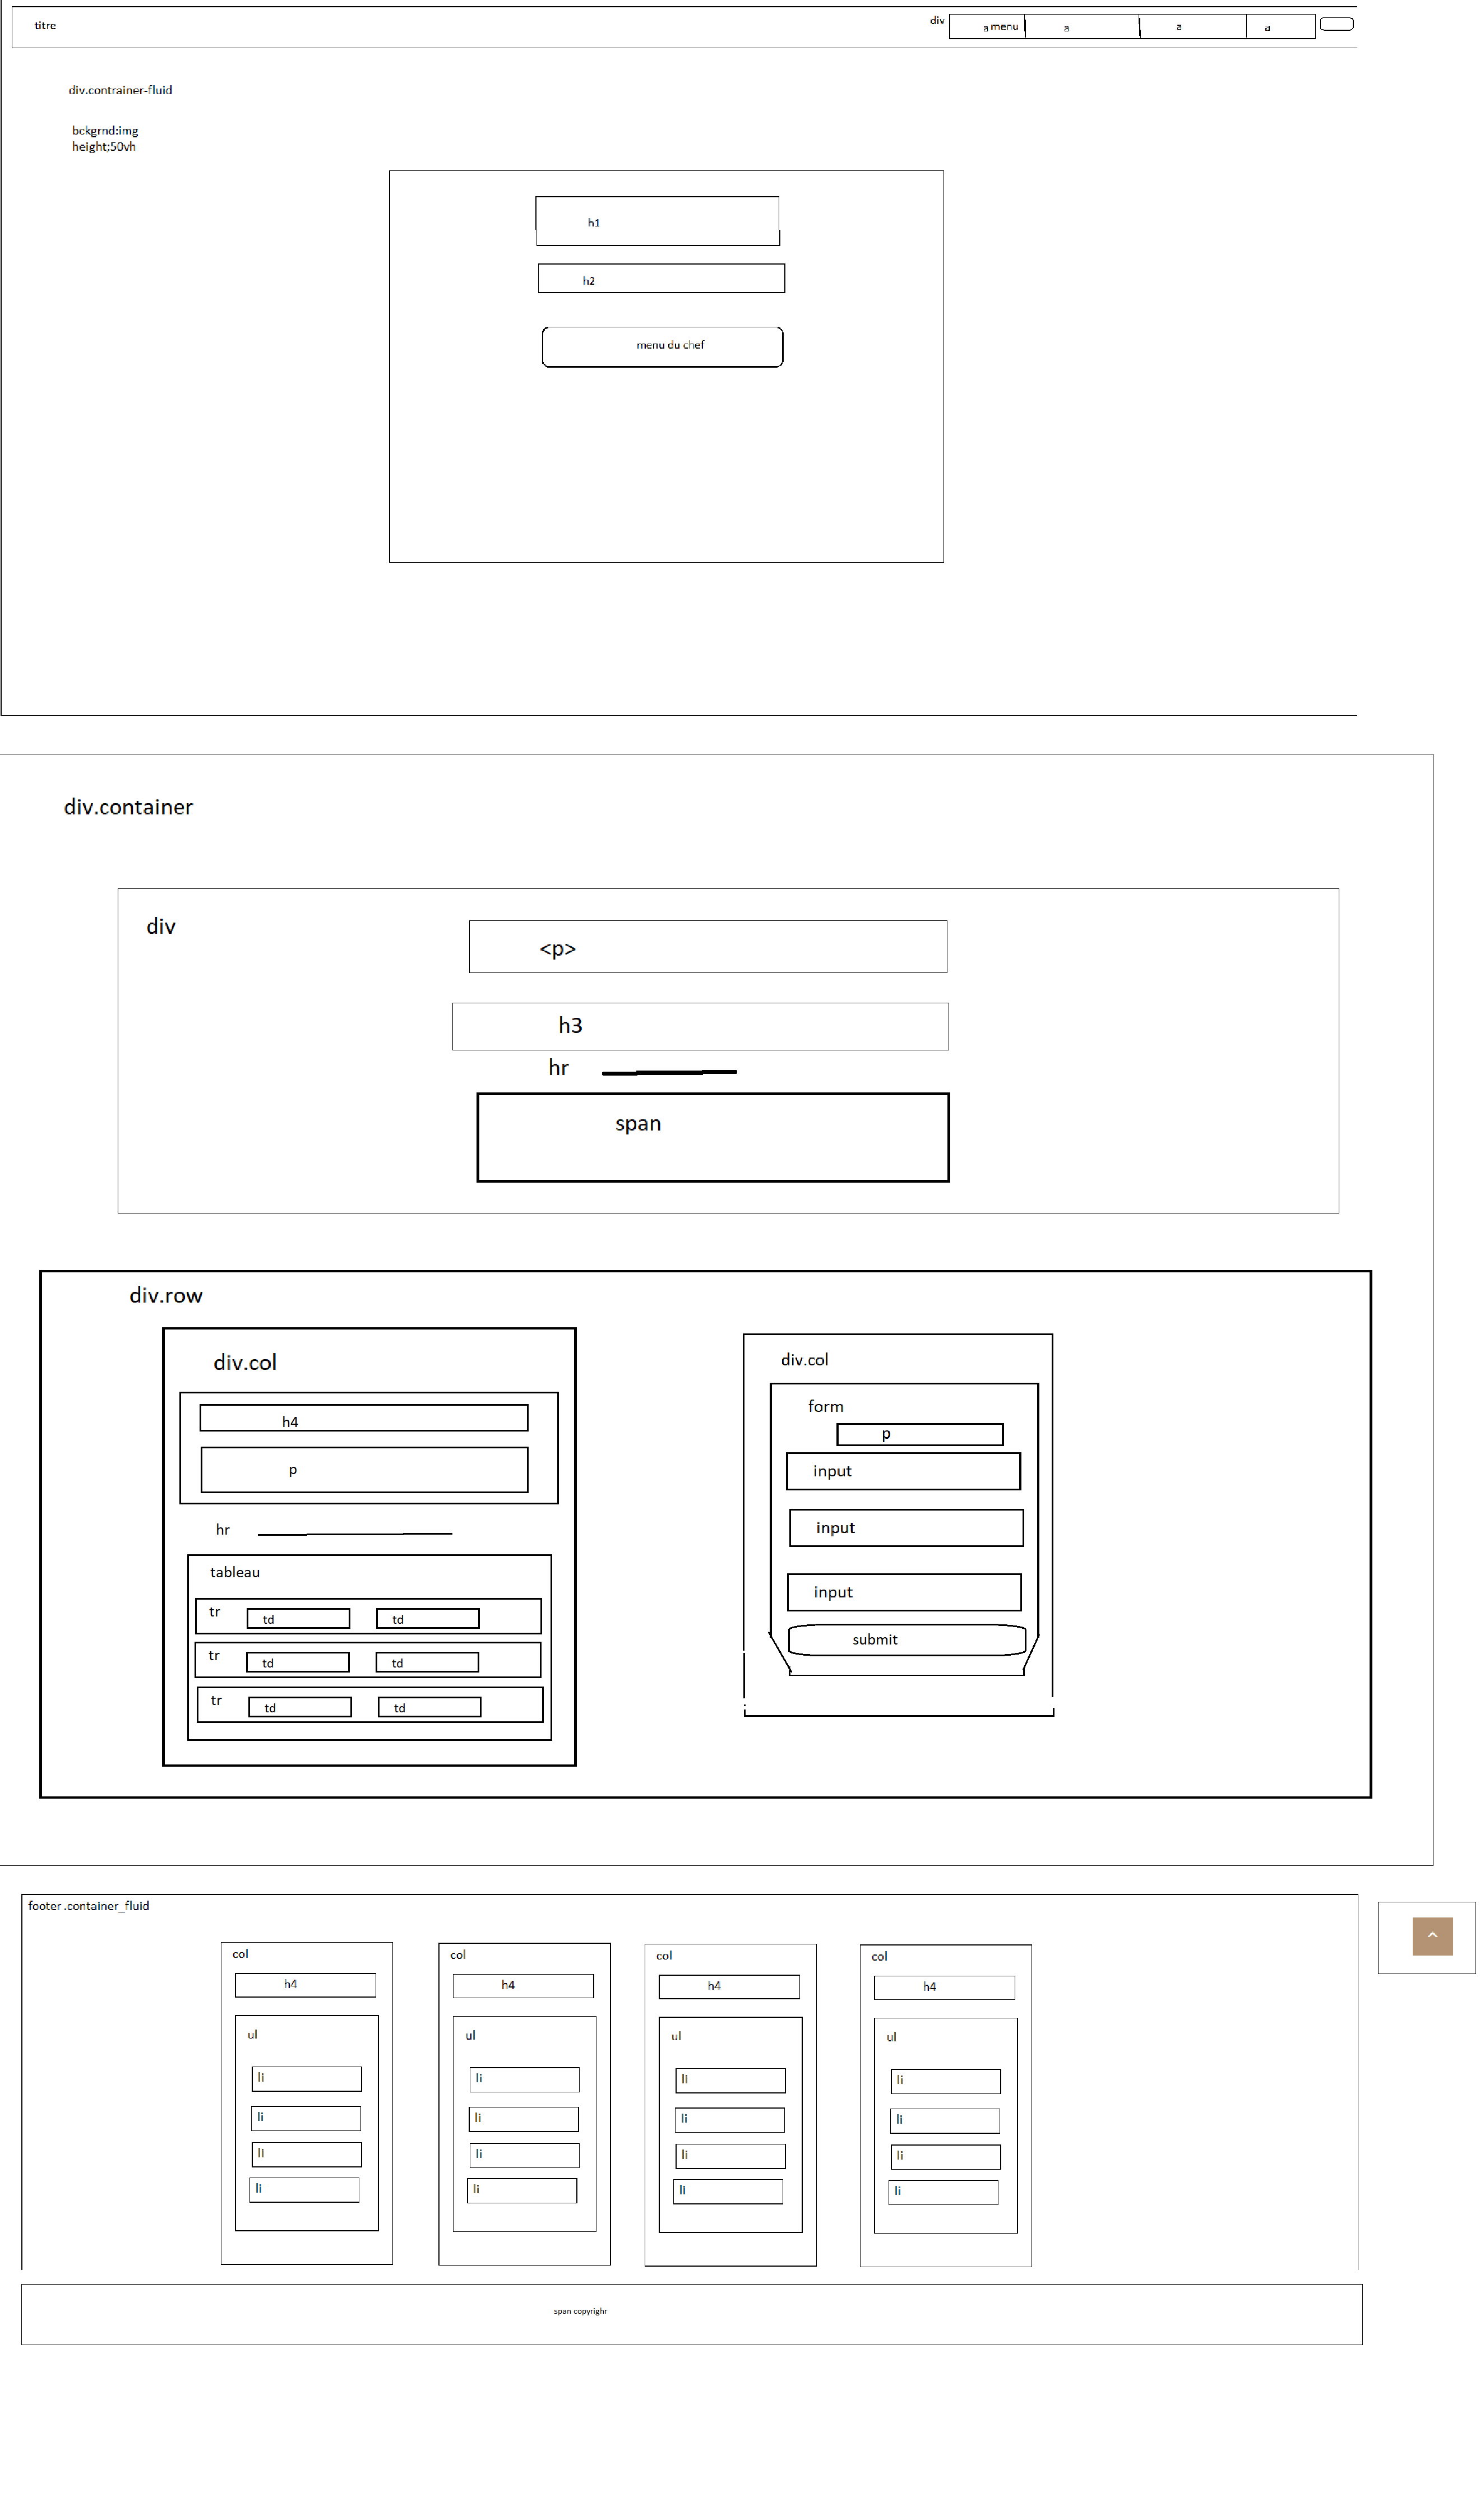 titre
div
a menu
a
a
a
div.contrainer-fluid
bckgrnd:img
height;50vh
h1
h2
menu du chef
div.container
div
<p>
h3
hr
span
div.row
div.col
h4
p
hr
tableau
tr
td
td
tr
td
td
tr
td
td
div.col
form
p
input
input
input
submit
footer .container_fluid
col
h4
ul
li
li
li
li
col
h4
ul
li
li
li
li
col
h4
ul
li
li
li
li
col
h4
ul
li
li
li
li
span copyrighr